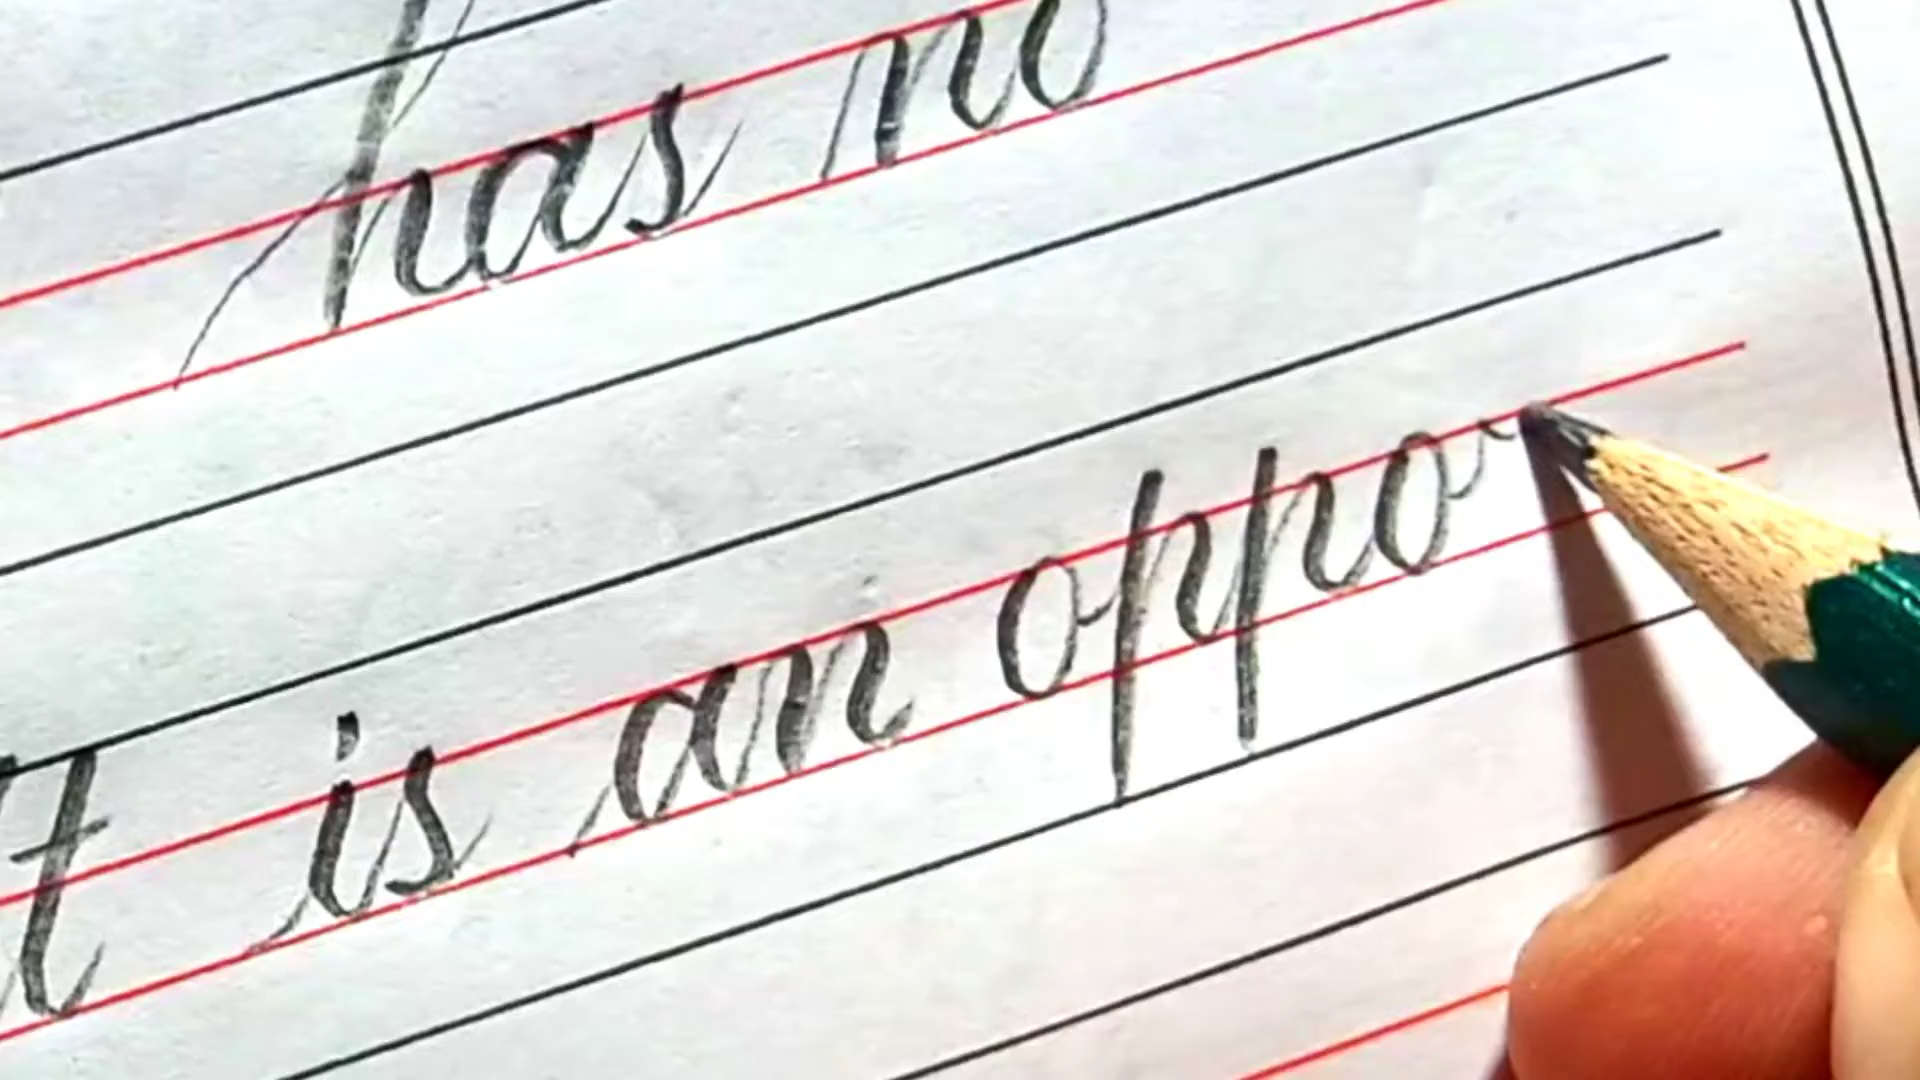 has no
t is an oppo